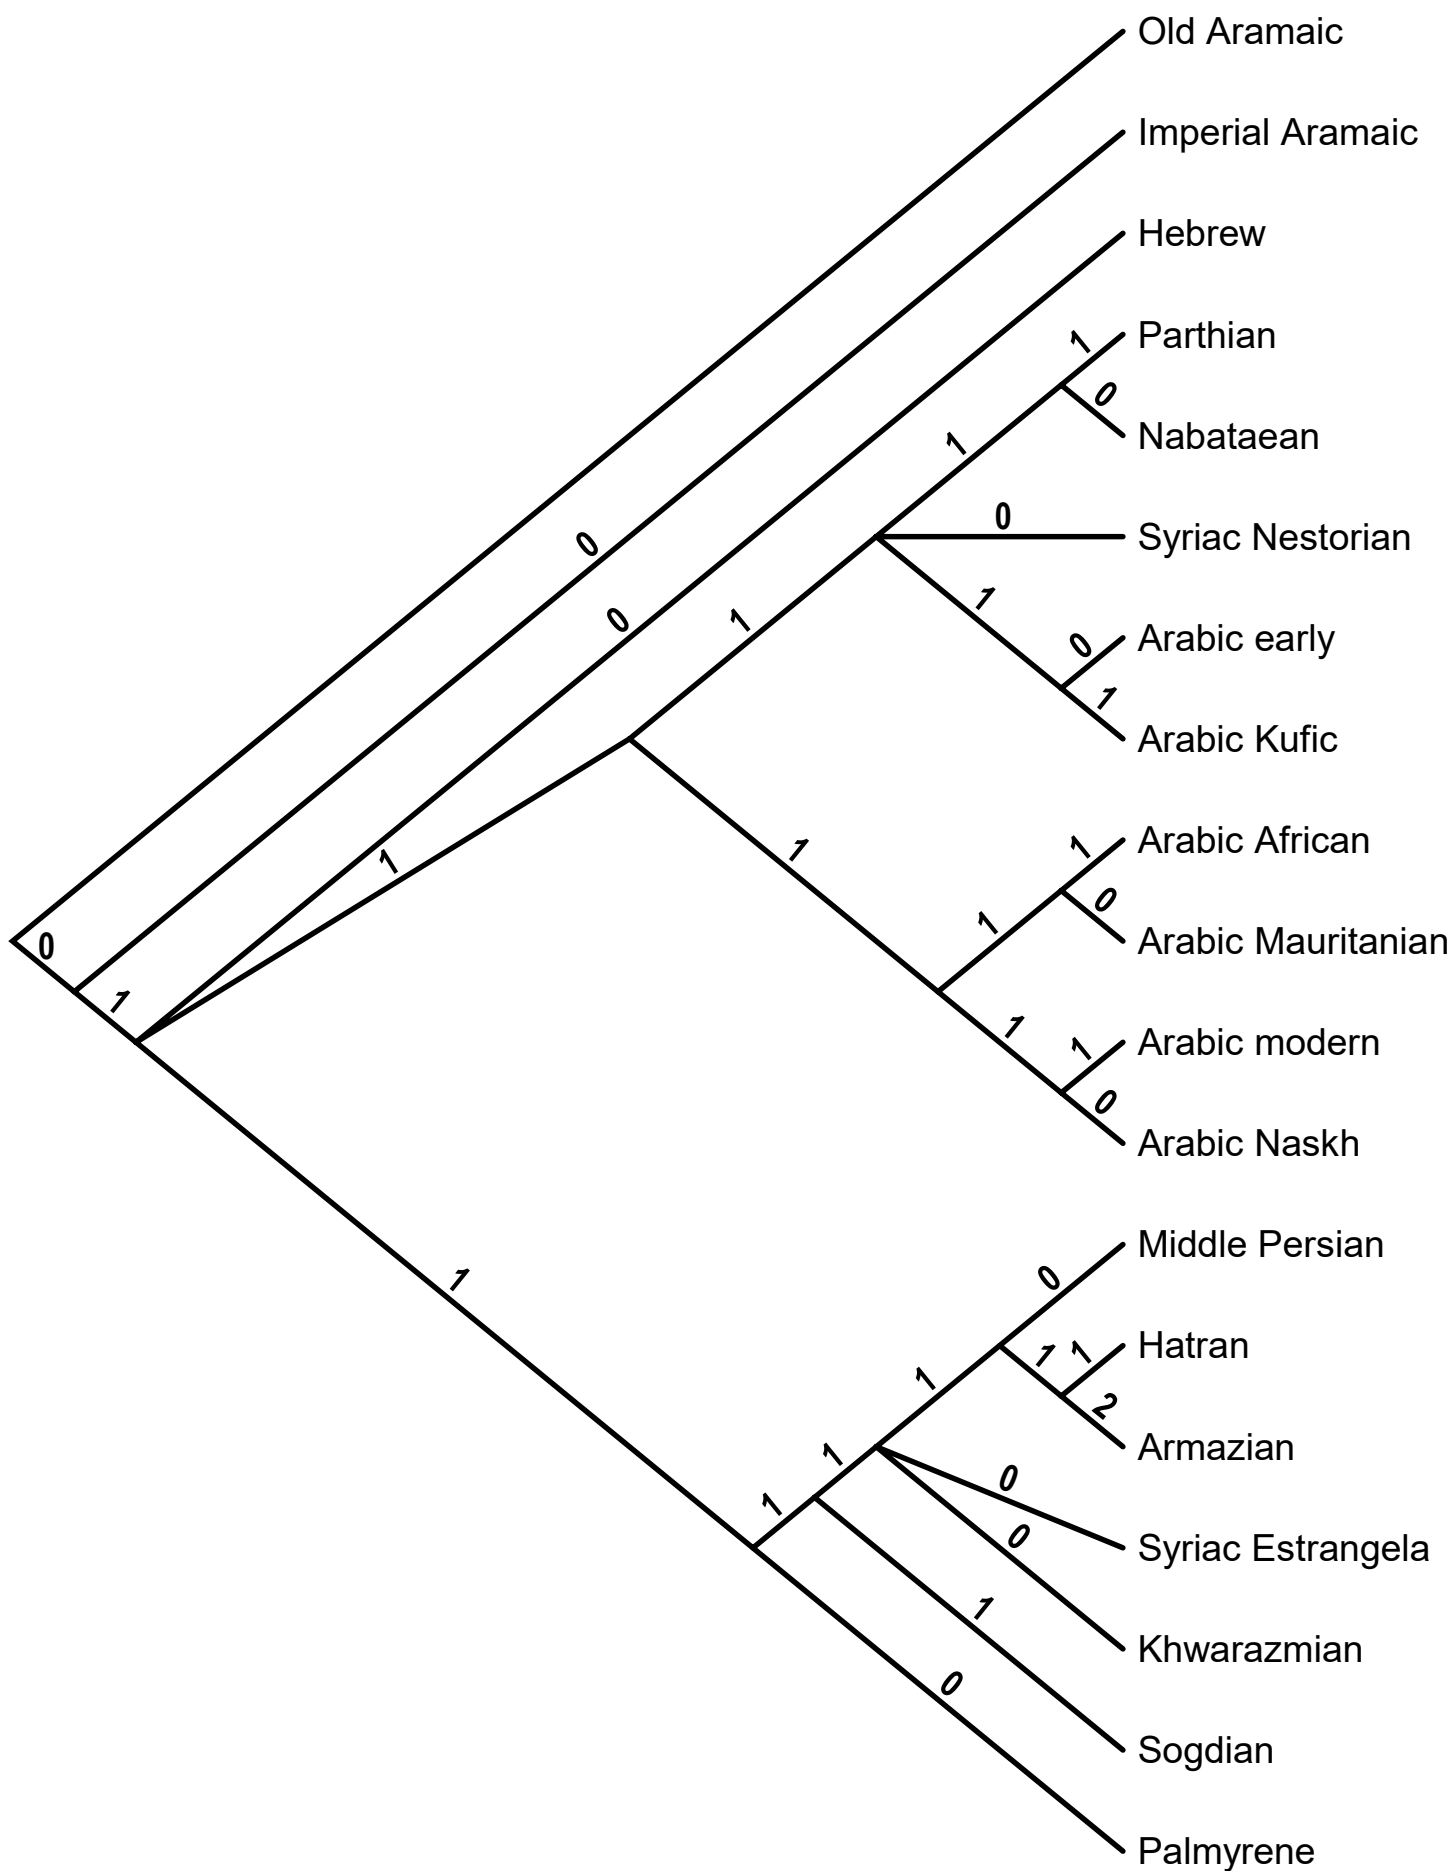 Old Aramaic
Imperial Aramaic
Hebrew
1
Parthian
0
1
Nabataean
0
Syriac Nestorian
0
1
0
Arabic early
0
1
1
Arabic Kufic
1
1
Arabic African
1
0
1
0
Arabic Mauritanian
1
1
1
Arabic modern
0
Arabic Naskh
1
0
Middle Persian
1
1
1
Hatran
2
1
Armazian
0
1
0
Syriac Estrangela
1
Khwarazmian
0
Sogdian
Palmyrene